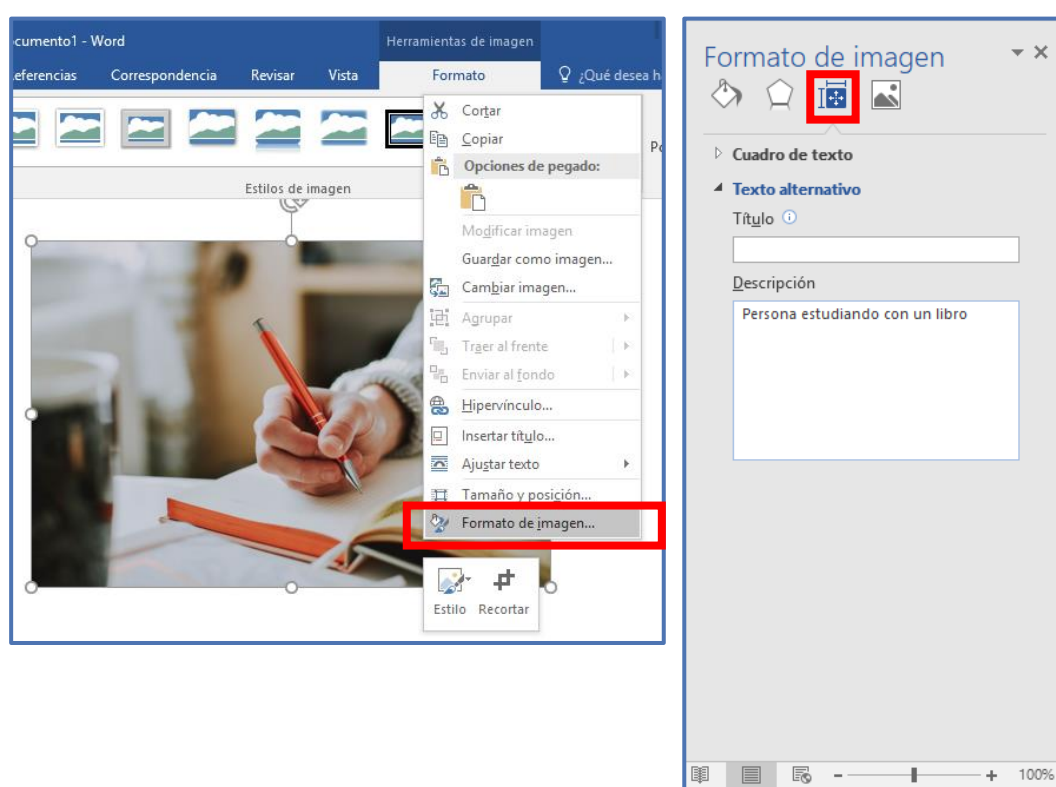 cumento1 - Word
Herramientas de imagen
eferencias Correspondencia Revisar Vista Formato ¿Qué desea h
Estilos de imagen
Cortar
Copiar
Opciones de pegado:
Modificar imagen
Guardar como imagen...
Cambiar imagen...
Agrupar
Traer al frente
Enviar al fondo
Hipervínculo...
Insertar título...
Ajustar texto
Tamaño y posición...
Formato de imagen...
Estilo Recortar
Formato de imagen
Cuadro de texto
Texto alternativo
Título
Descripción
Persona estudiando con un libro
100%